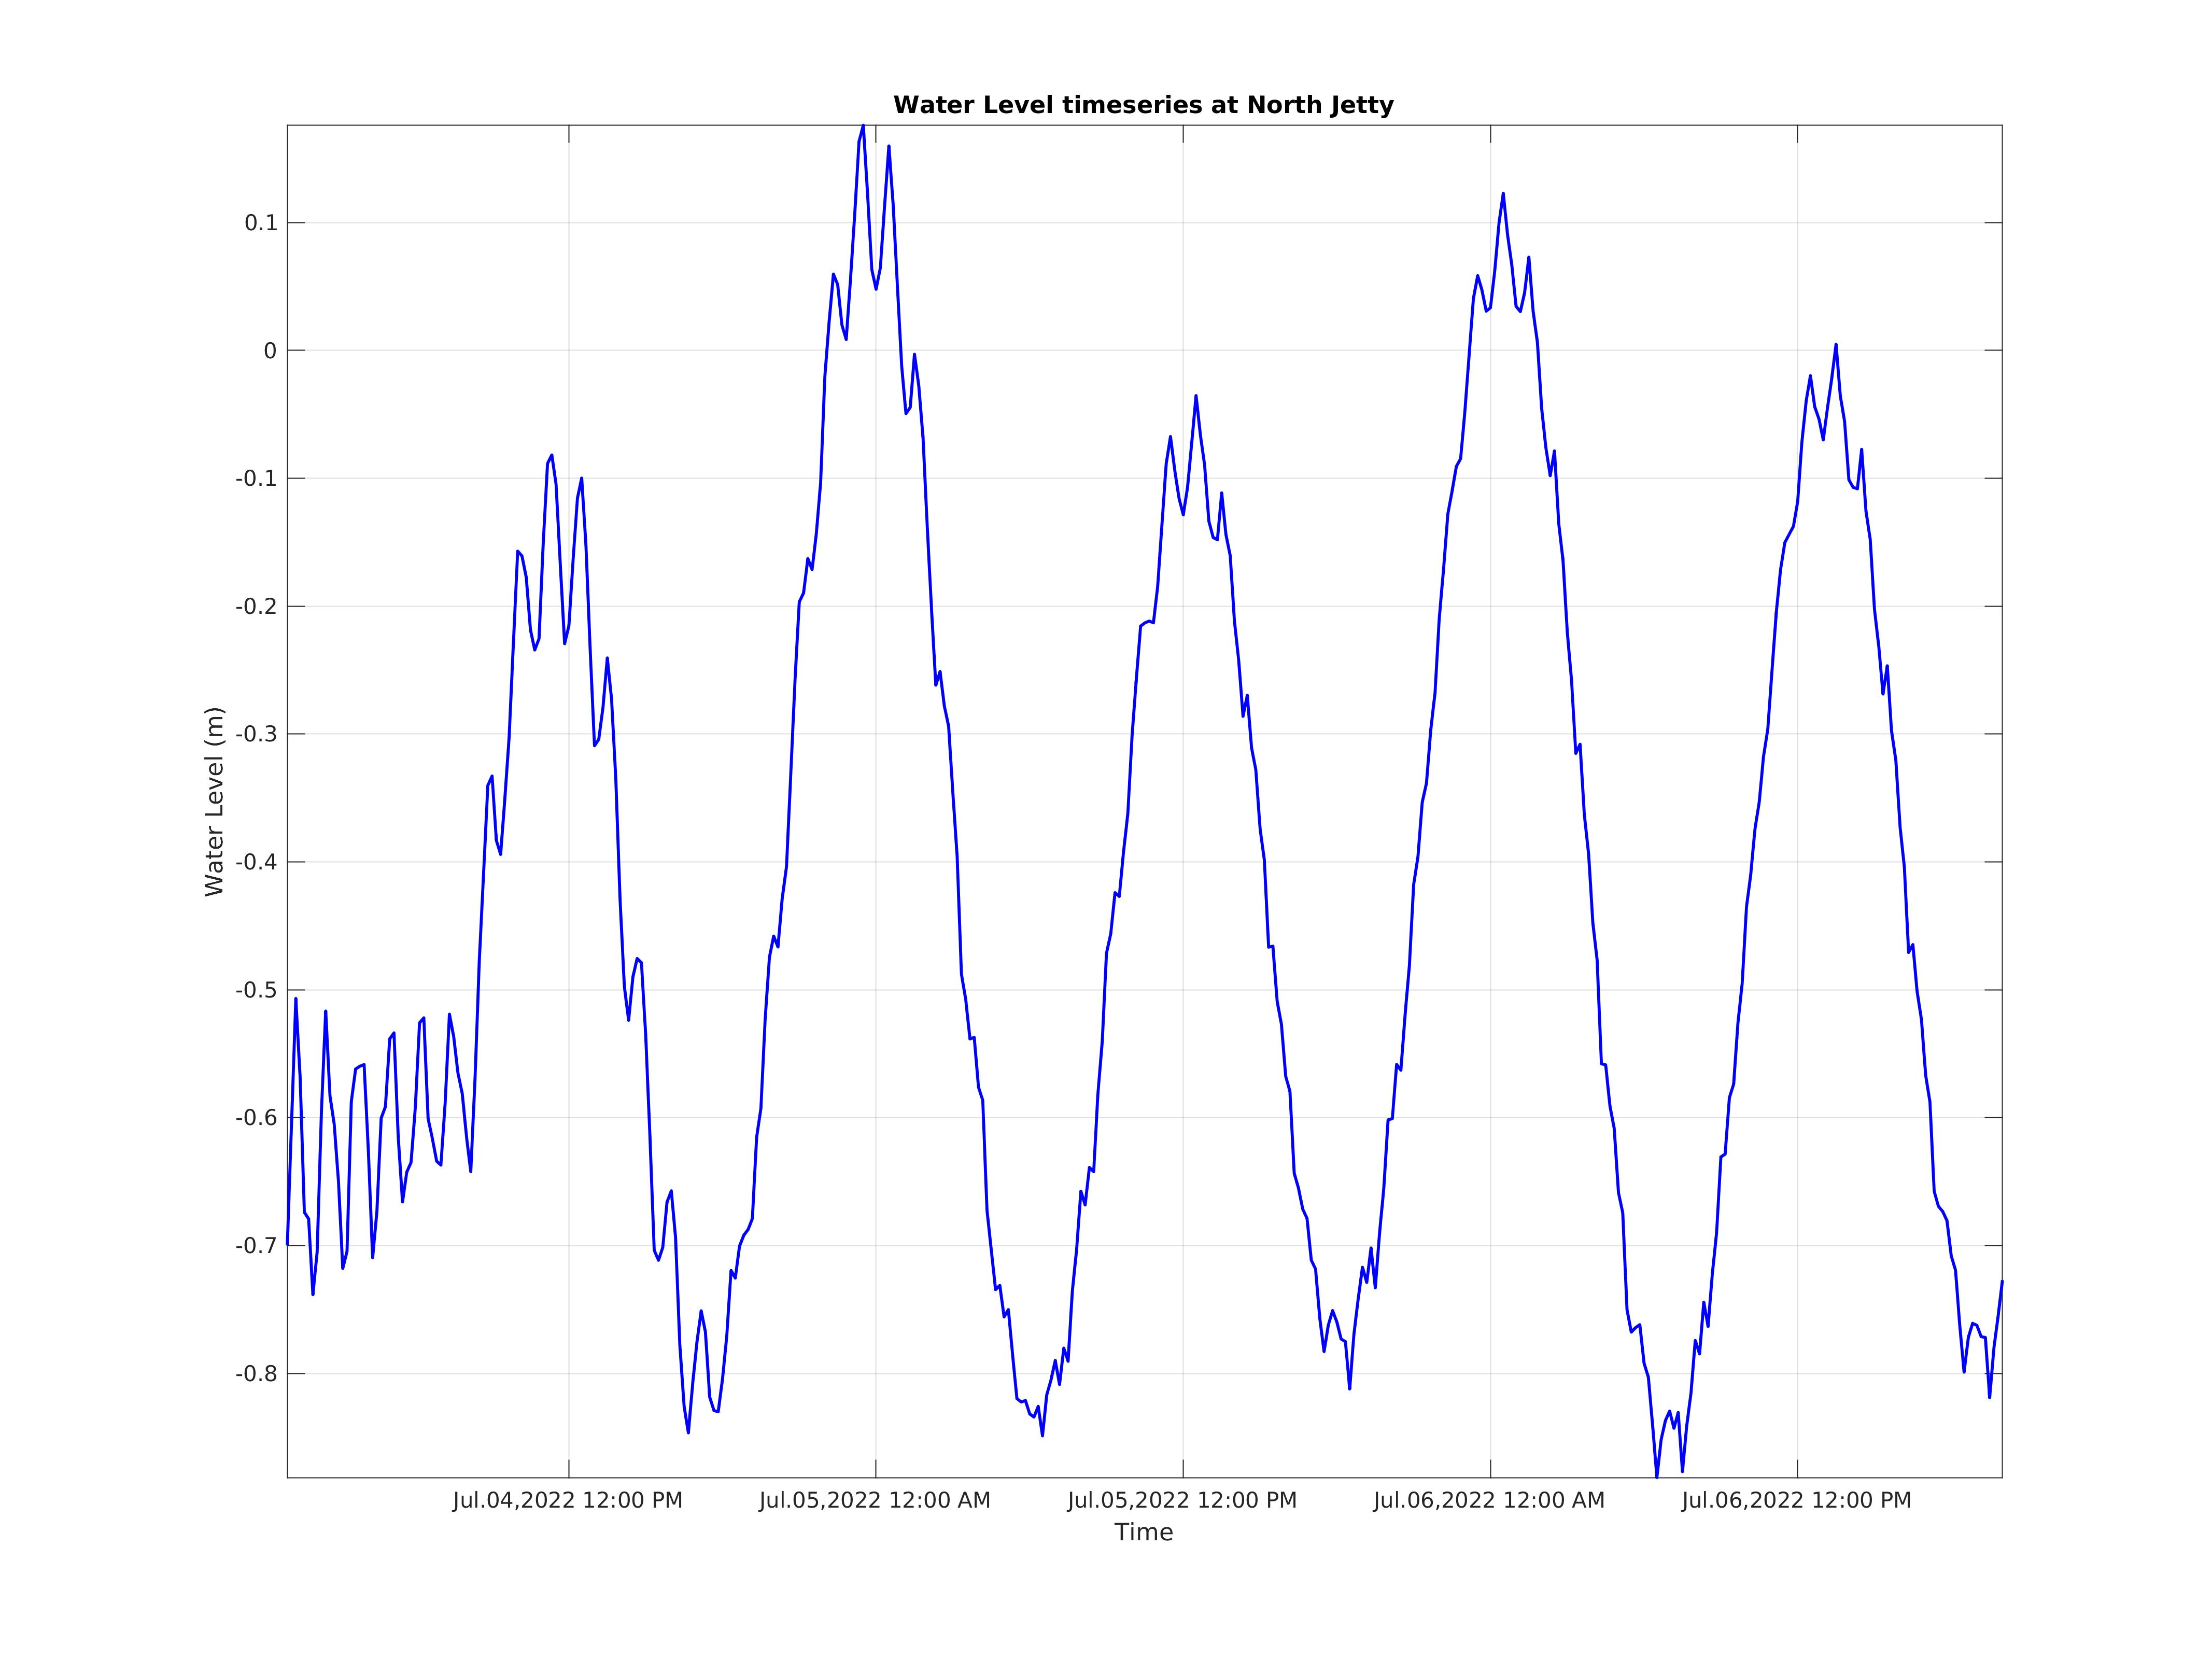 Water Level timeseries at North Jetty
0.1
0
-0.1
-0.2
-0.3
-0.4
-0.5
-0.6
-0.7
-0.8
Water Level (m)
Jul.04,2022 12:00 PM
Jul.05,2022 12:00 AM
Jul.05,2022 12:00 PM
Jul.06,2022 12:00 AM
Jul.06,2022 12:00 PM
Time